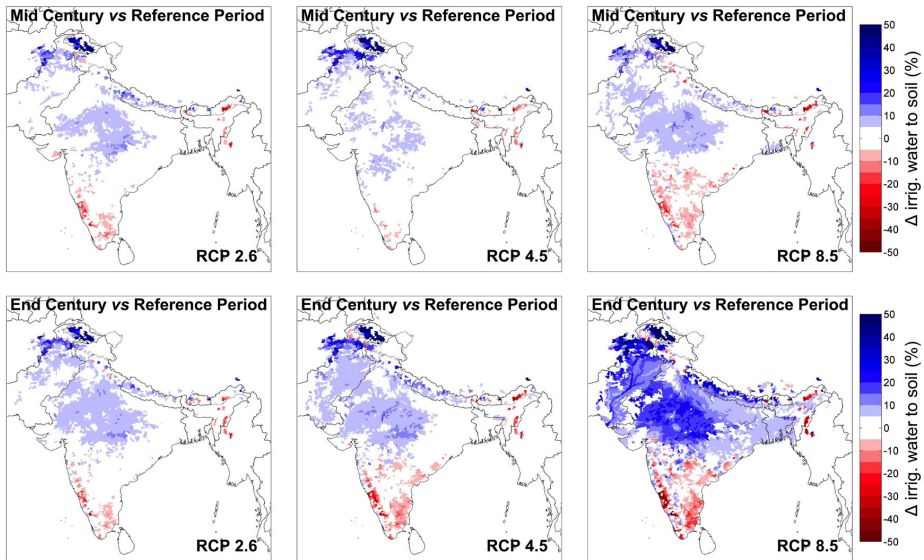 Mid Century vs Reference Period
Mid Century vs Reference Period
Mid Century vs Reference Period
RCP 2.6
RCP 4.5
RCP 8.5
50
40
30
20
10
0
-10
-20
-30
-40
-50
Δ irrig. water to soil (%)
End Century vs Reference Period
End Century vs Reference Period
End Century vs Reference Period
RCP 2.6
RCP 4.5
RCP 8.5
50
40
30
20
10
0
-10
-20
-30
-40
-50
Δ irrig. water to soil (%)